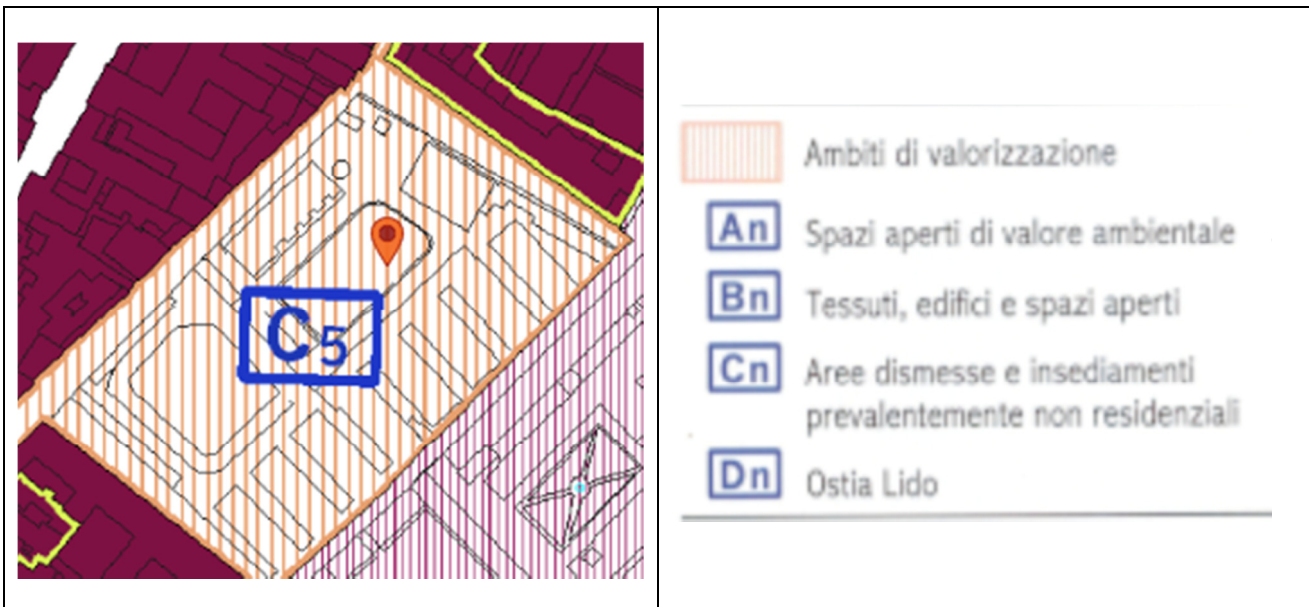 C5
Ambiti di valorizzazione
An Spazi aperti di valore ambientale
Bn Tessuti, edifici e spazi aperti
Cn Aree dismesse e insediamenti
prevalentemente non residenziali
Dn Ostia Lido